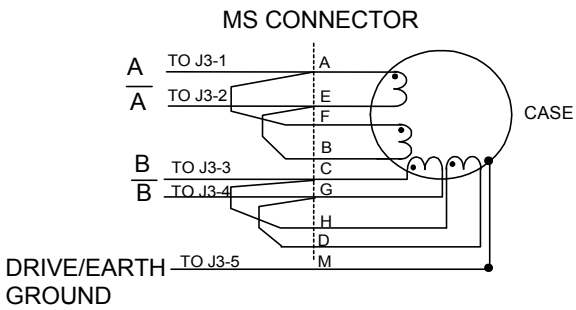 MS CONNECTOR
A TO J3-1 A
A TO J3-2 E
F
CASE
B
B TO J3-3 C
B TO J3-4 G
H
D
DRIVE/EARTH TO J3-5 M
GROUND